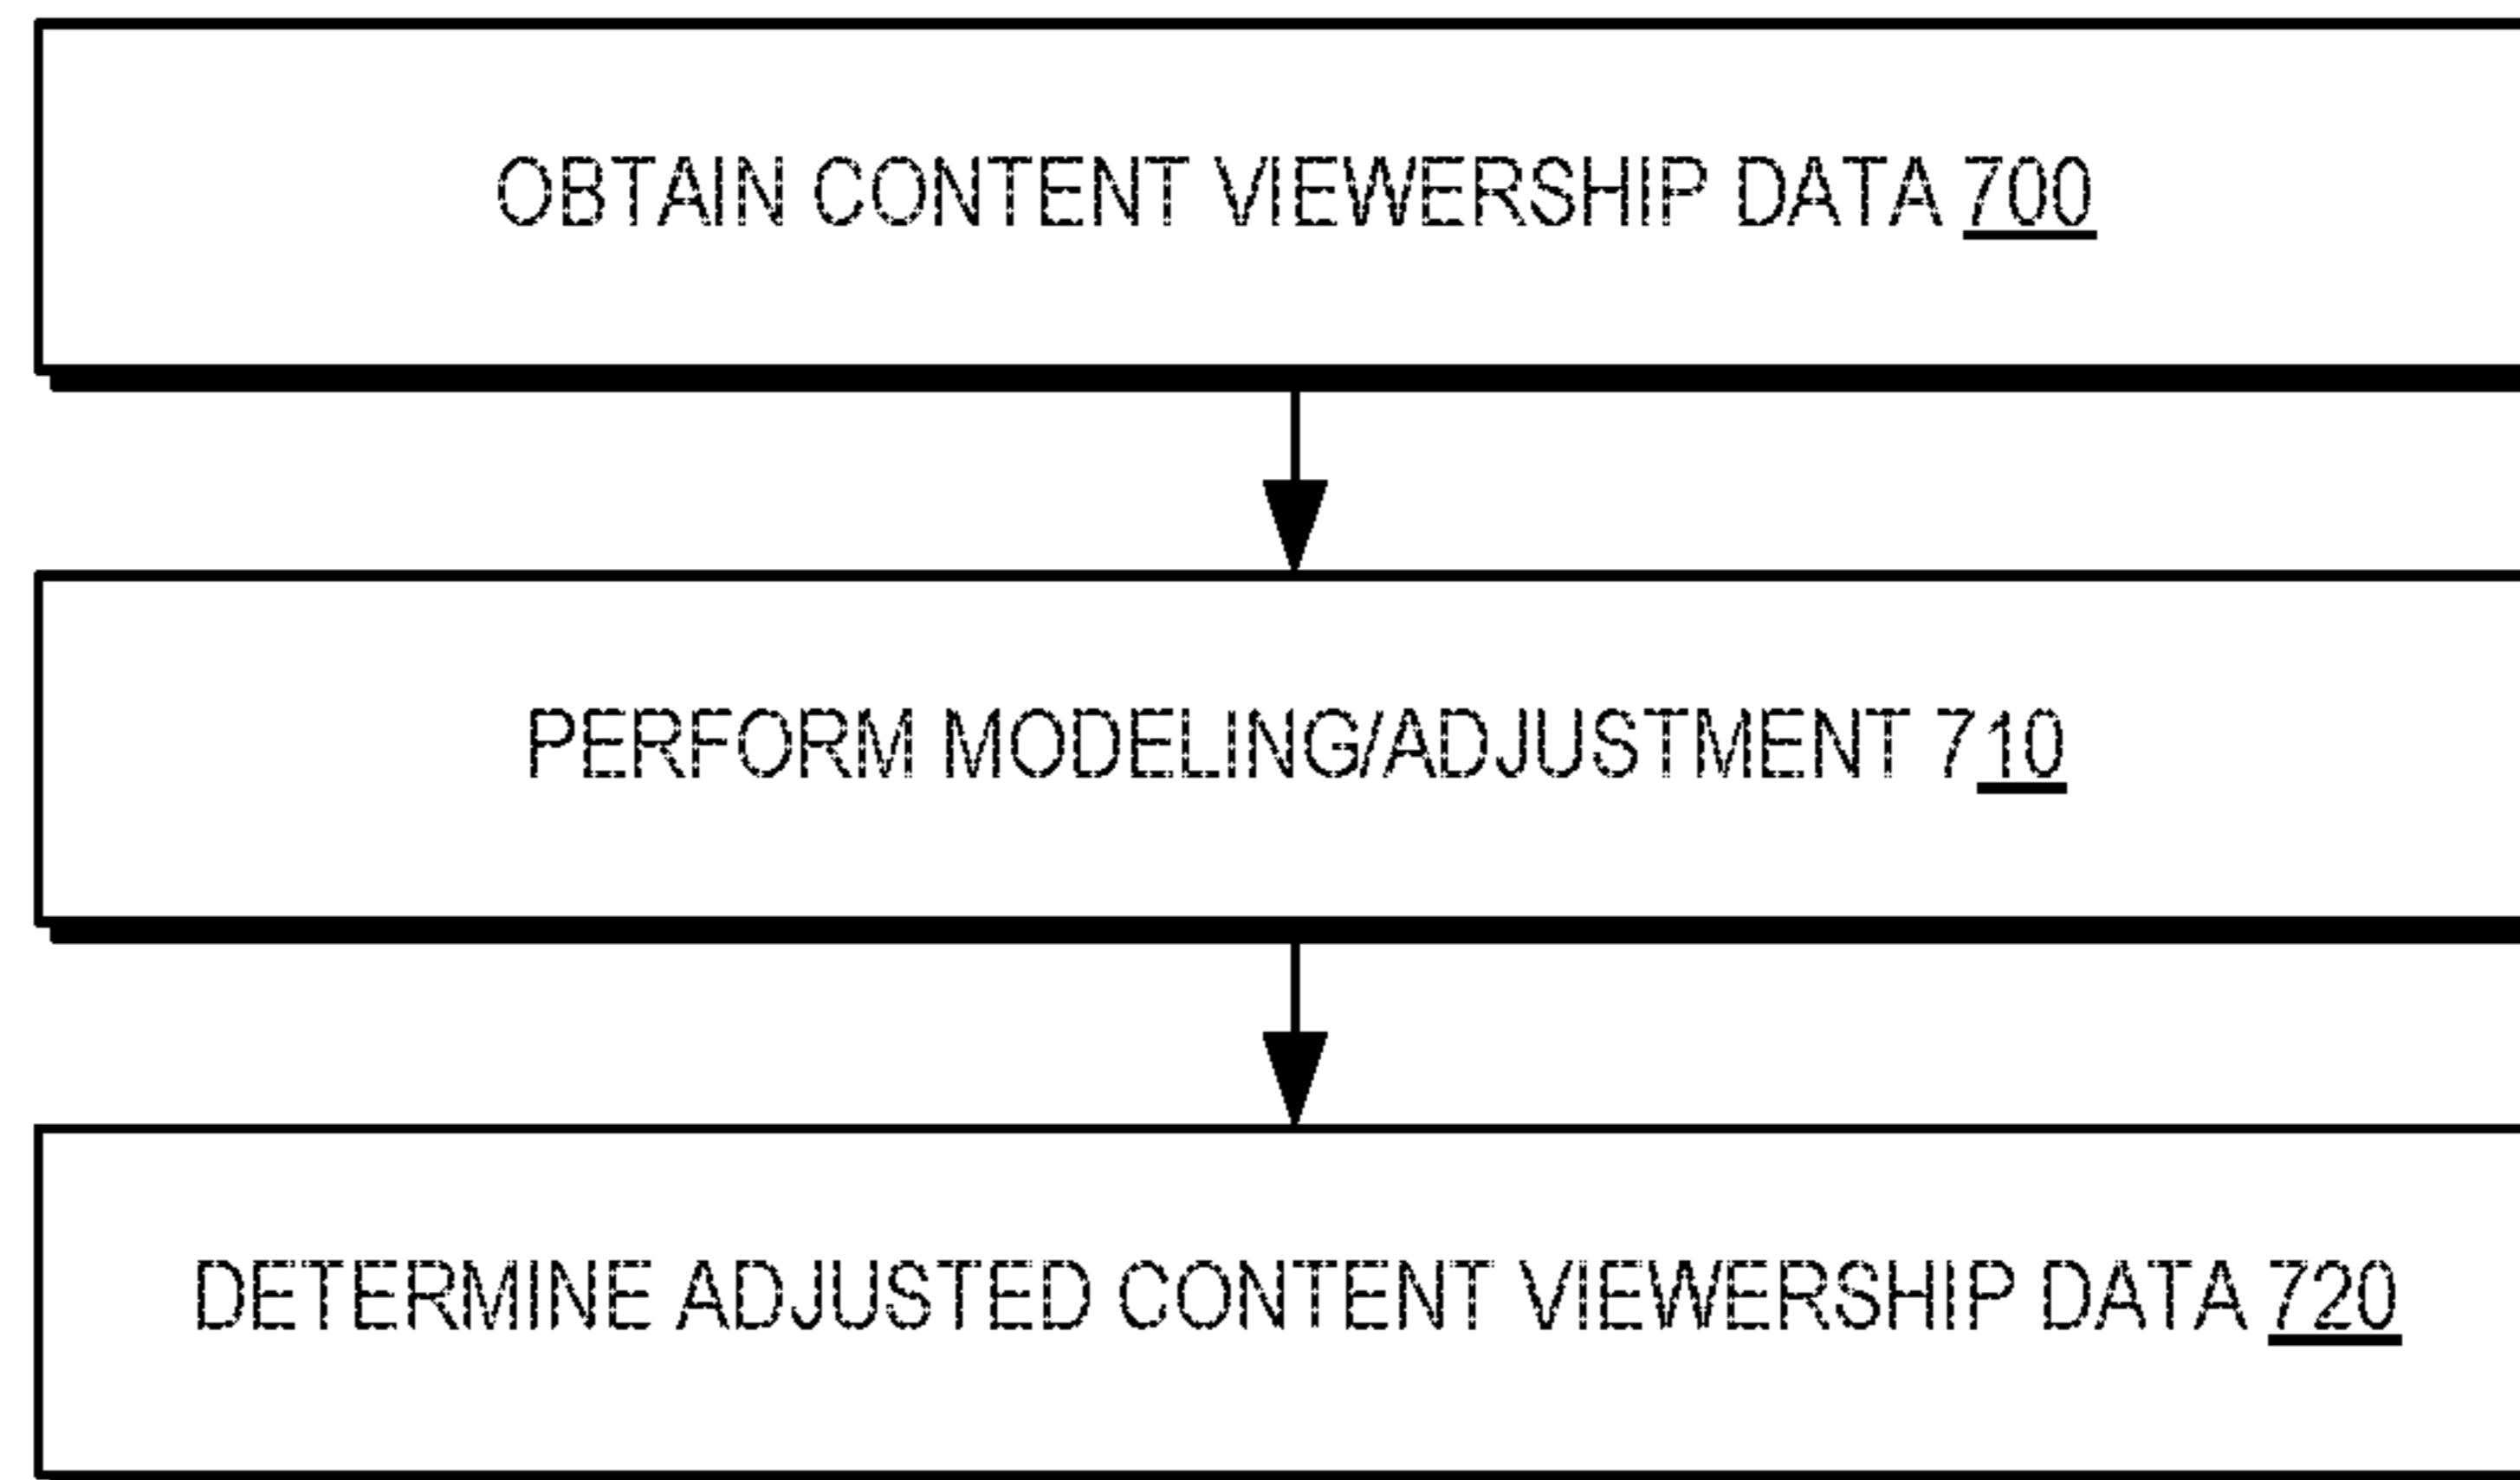 OBTAIN CONTENT VIEWERSHIP DATA 700
PERFORM MODELING/ADJUSTMENT 710
DETERMINE ADJUSTED CONTENT VIEWERSHIP DATA 720